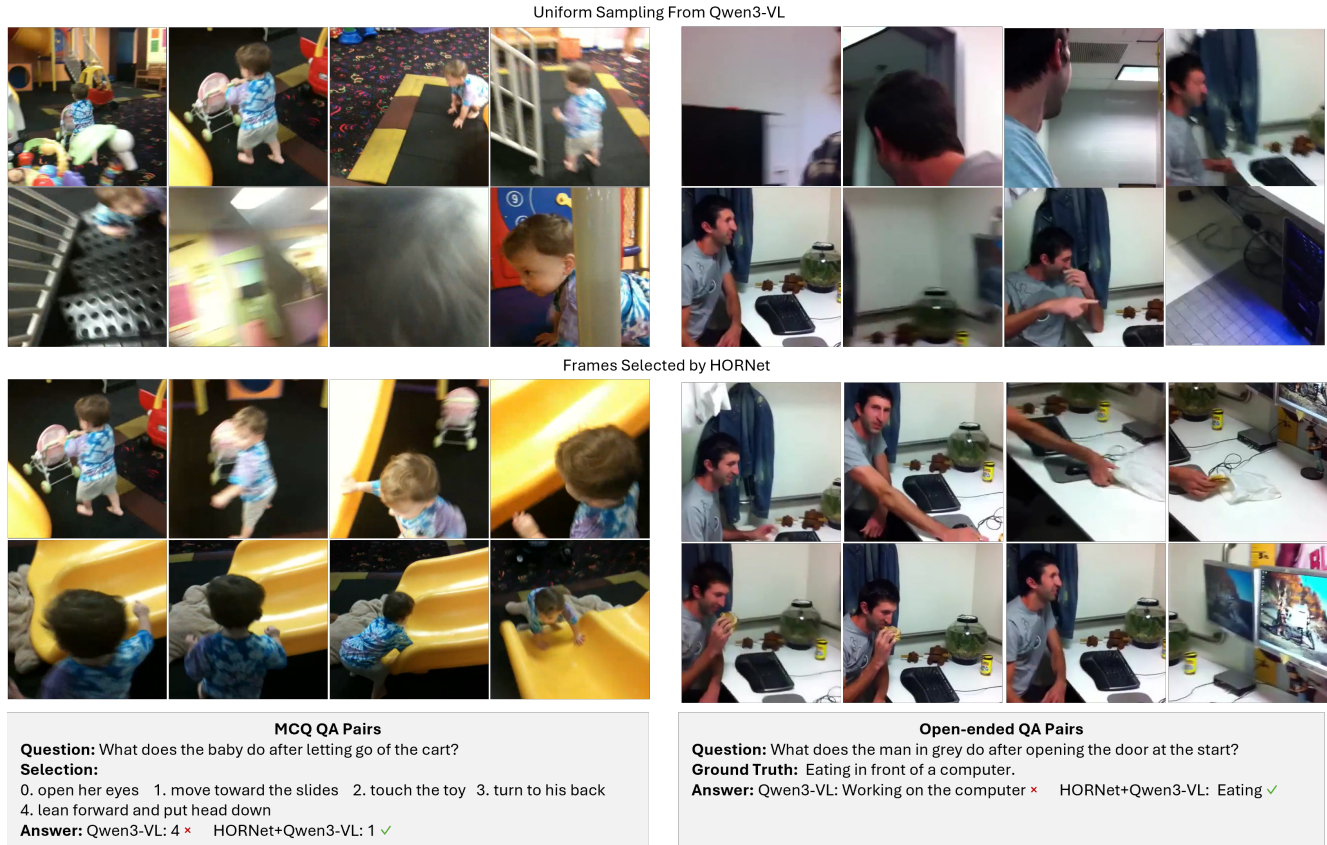 Uniform Sampling From Qwen3-VL
9
Frames Selected by HORNet
MCQ QA Pairs
Question: What does the baby do after letting go of the cart?
Selection:
0. open her eyes 1. move toward the slides 2. touch the toy 3. turn to his back
4. lean forward and put head down
Answer: Qwen3-VL: 4 × HORNet+Qwen3-VL: 1 ✓
Open-ended QA Pairs
Question: What does the man in grey do after opening the door at the start?
Ground Truth: Eating in front of a computer.
Answer: Qwen3-VL: Working on the computer × HORNet+Qwen3-VL: Eating ✓